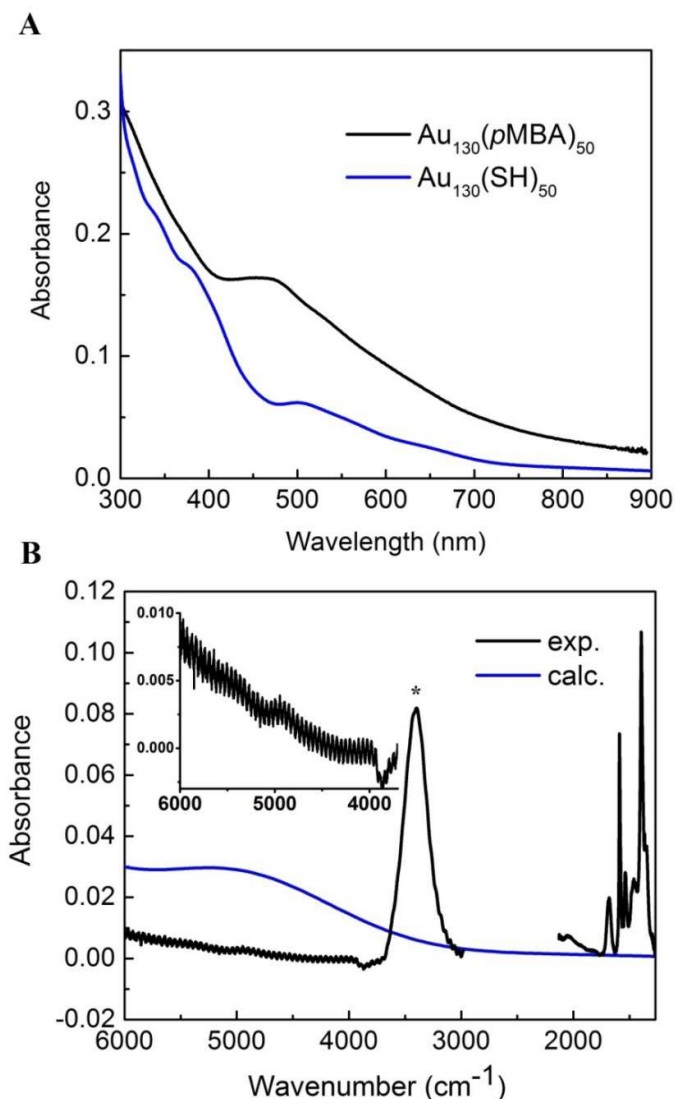 A
0.3
0.2
0.1
0.0
Absorbance
Au₁₃₀(pMBA)₅₀
Au₁₃₀(SH)₅₀
300 400 500 600 700 800 900
Wavelength (nm)
B
0.12
0.10
0.08
0.06
0.04
0.02
0.00
-0.02
Absorbance
0.010
0.005
0.000
6000 5000 4000
*
exp.
calc.
6000 5000 4000 3000 2000
Wavenumber (cm⁻¹)